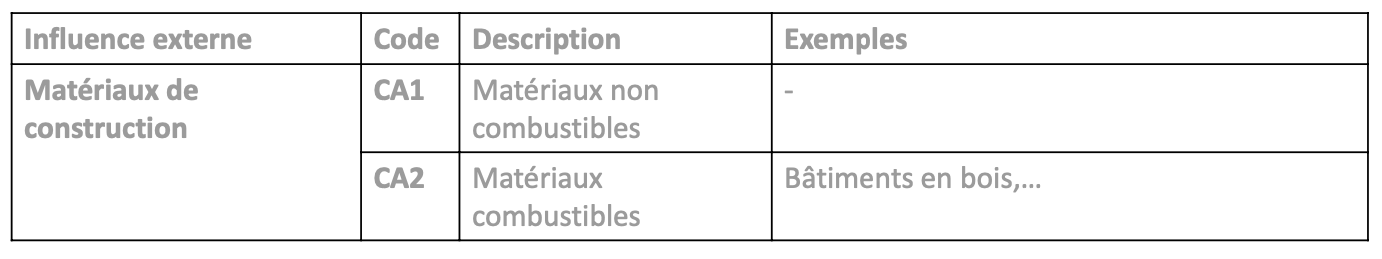 Influence externe Code Description Exemples
Matériaux de construction CA1 Matériaux non combustibles -
CA2 Matériaux combustibles Bâtiments en bois,...